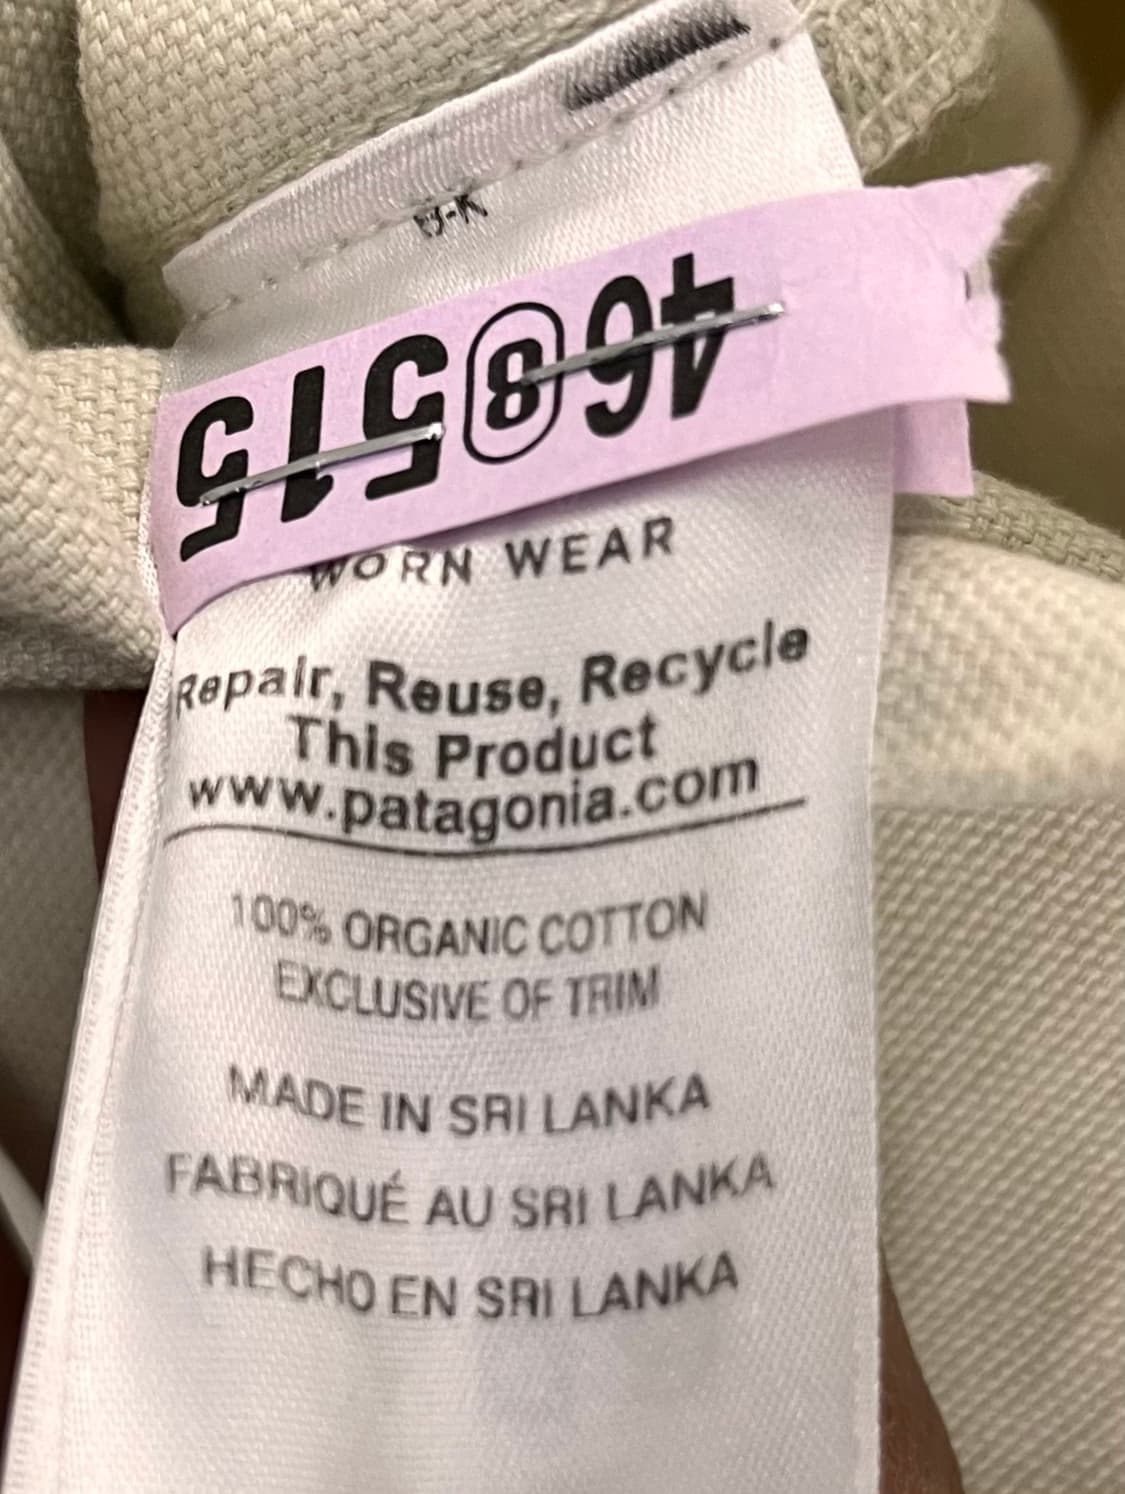 46 8 515
WORN WEAR
Repair, Reuse, Recycle
This Product
www.patagonia.com
100% ORGANIC COTTON
EXCLUSIVE OF TRIM
MADE IN SRI LANKA
FABRIQUÉ AU SRI LANKA
HECHO EN SRI LANKA